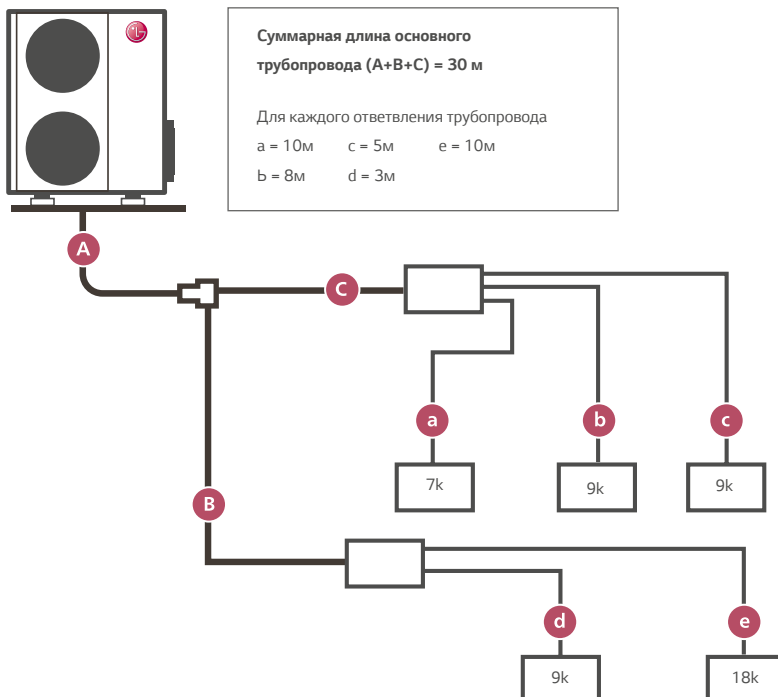 Суммарная длина основного
трубопровода (A+B+C) = 30 м
Для каждого ответвления трубопровода
a = 10м c = 5м e = 10м
b = 8м d = 3м
LG
A
C
a
b
c
7k
9k
9k
B
d
e
9k
18k